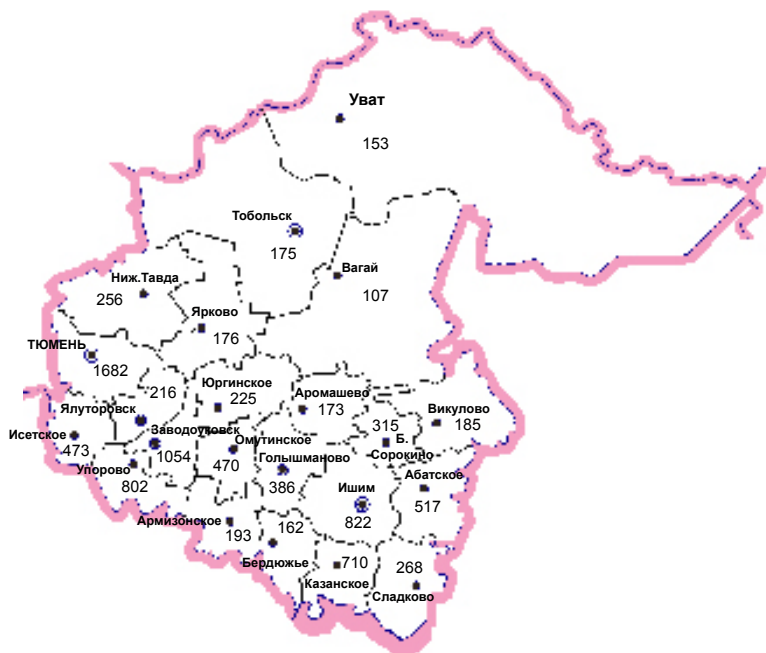 Уват
153
Тобольск
175
Вагай
107
Ниж.Тавда
256
Ярково
176
ТЮМЕНЬ
1682
216
Юргинское
225
Аромашево
173
Ялуторовск
Заводоуковск
1054
Исетское
473
Упорово
802
Омутинское
470
Голышманово
386
315
Б.
Сорокино
Викулово
185
Абатское
517
Ишим
822
Армизонское
193
162
Бердюжье
710
Казанское
268
Сладково